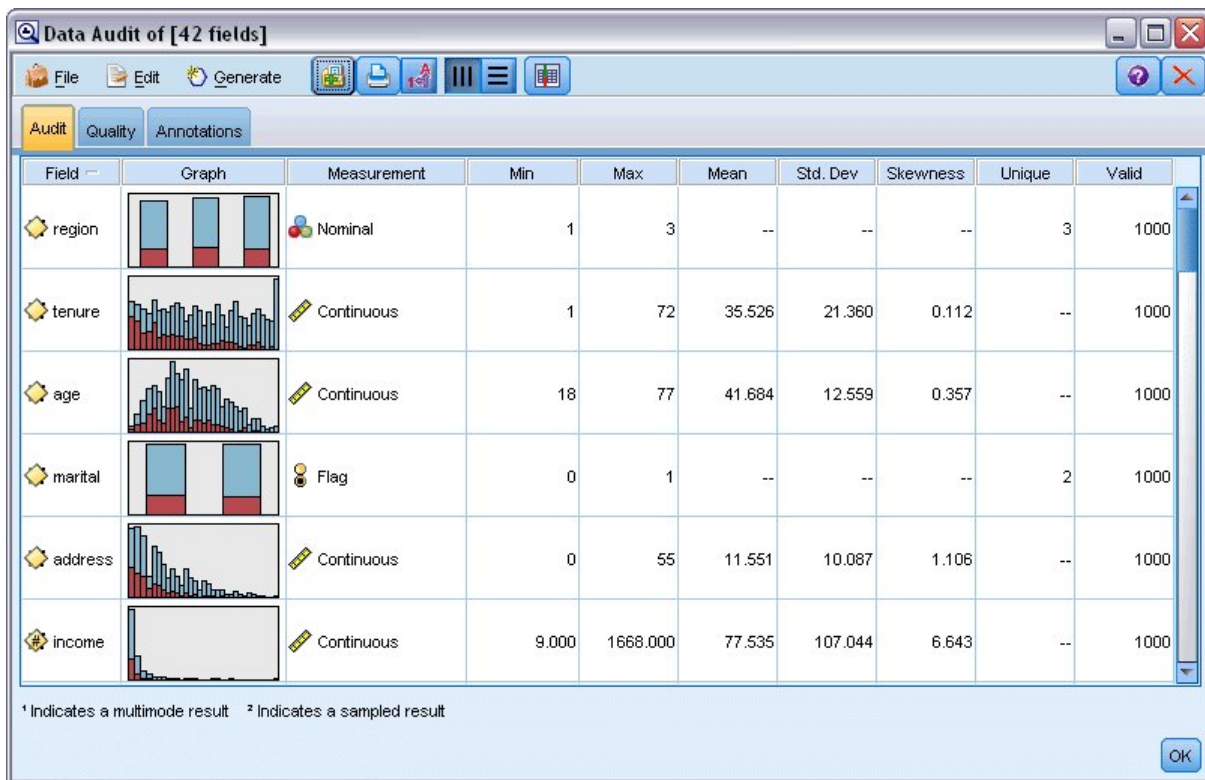 Data Audit of [42 fields]
File Edit Generate
Audit Quality Annotations
Field Graph Measurement Min Max Mean Std. Dev Skewness Unique Valid
region Nominal 1 3 -- -- -- 3 1000
tenure Continuous 1 72 35.526 21.360 0.112 -- 1000
age Continuous 18 77 41.684 12.559 0.357 -- 1000
marital Flag 0 1 -- -- -- 2 1000
address Continuous 0 55 11.551 10.087 1.106 -- 1000
income Continuous 9.000 1668.000 77.535 107.044 6.643 -- 1000
¹ Indicates a multimode result ² Indicates a sampled result
OK